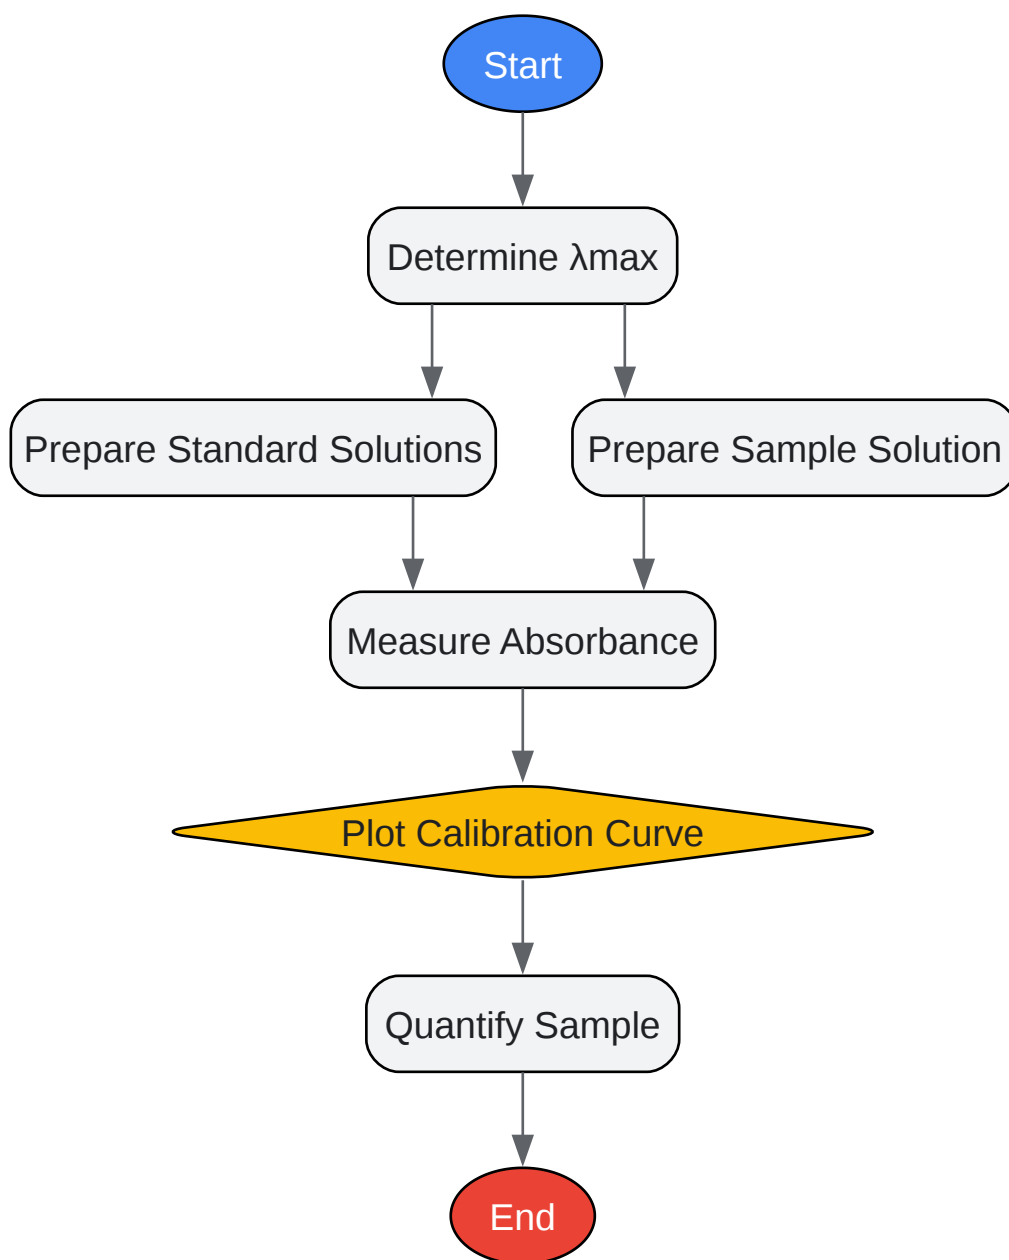 Start
Determine λmax
Prepare Standard Solutions
Prepare Sample Solution
Measure Absorbance
Plot Calibration Curve
Quantify Sample
End